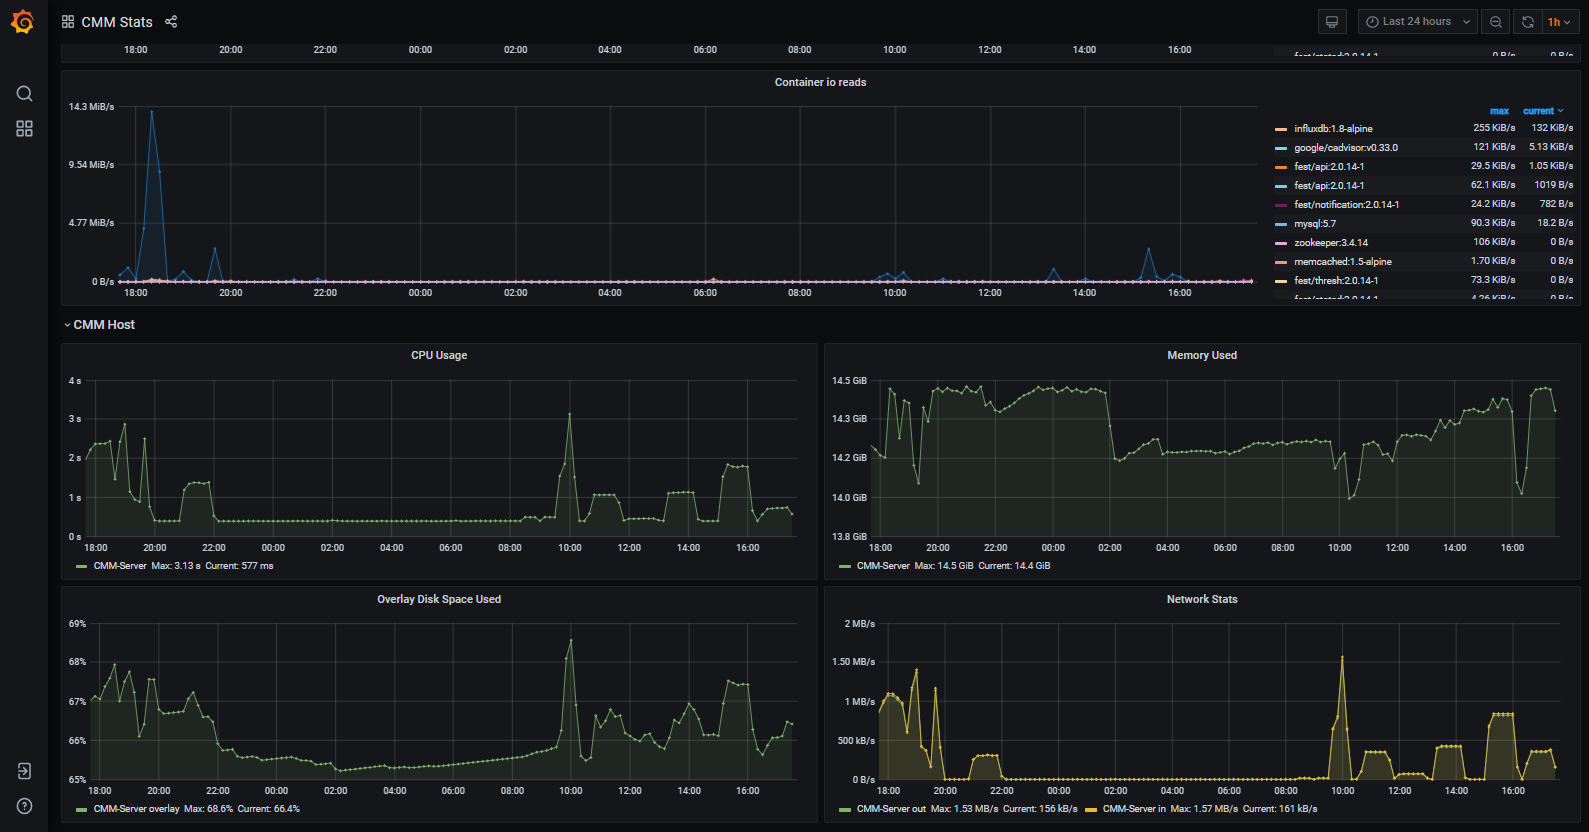 CMM Stats
Last 24 hours
1h
18:00 20:00 22:00 00:00 02:00 04:00 06:00 08:00 10:00 12:00 14:00 16:00
fest/stated:2.0.14-1 0 B/s 0 B/s
Container io reads
14.3 MiB/s
9.54 MiB/s
4.77 MiB/s
0 B/s
18:00 20:00 22:00 00:00 02:00 04:00 06:00 08:00 10:00 12:00 14:00 16:00
max current
influxdb:1.8-alpine 255 KiB/s 132 KiB/s
google/cadvisor:v0.33.0 121 KiB/s 5.13 KiB/s
fest/api:2.0.14-1 29.5 KiB/s 1.05 KiB/s
fest/api:2.0.14-1 62.1 KiB/s 1019 B/s
fest/notification:2.0.14-1 24.2 KiB/s 782 B/s
mysql:5.7 90.3 KiB/s 18.2 B/s
zookeeper:3.4.14 106 KiB/s 0 B/s
memcached:1.5-alpine 1.70 KiB/s 0 B/s
fest/thresh:2.0.14-1 73.3 KiB/s 0 B/s
fest/stated:2.0.14-1 4.26 KiB/s 0 B/s
CMM Host
CPU Usage
4 s
3 s
2 s
1 s
0 s
18:00 20:00 22:00 00:00 02:00 04:00 06:00 08:00 10:00 12:00 14:00 16:00
CMM-Server Max: 3.13 s Current: 577 ms
Memory Used
14.5 GiB
14.3 GiB
14.2 GiB
14.0 GiB
13.8 GiB
18:00 20:00 22:00 00:00 02:00 04:00 06:00 08:00 10:00 12:00 14:00 16:00
CMM-Server Max: 14.5 GiB Current: 14.4 GiB
Overlay Disk Space Used
69%
68%
67%
66%
65%
18:00 20:00 22:00 00:00 02:00 04:00 06:00 08:00 10:00 12:00 14:00 16:00
CMM-Server overlay Max: 68.6% Current: 66.4%
Network Stats
2 MB/s
1.50 MB/s
1 MB/s
500 kB/s
0 B/s
18:00 20:00 22:00 00:00 02:00 04:00 06:00 08:00 10:00 12:00 14:00 16:00
CMM-Server out Max: 1.53 MB/s Current: 156 kB/s CMM-Server in Max: 1.57 MB/s Current: 161 kB/s